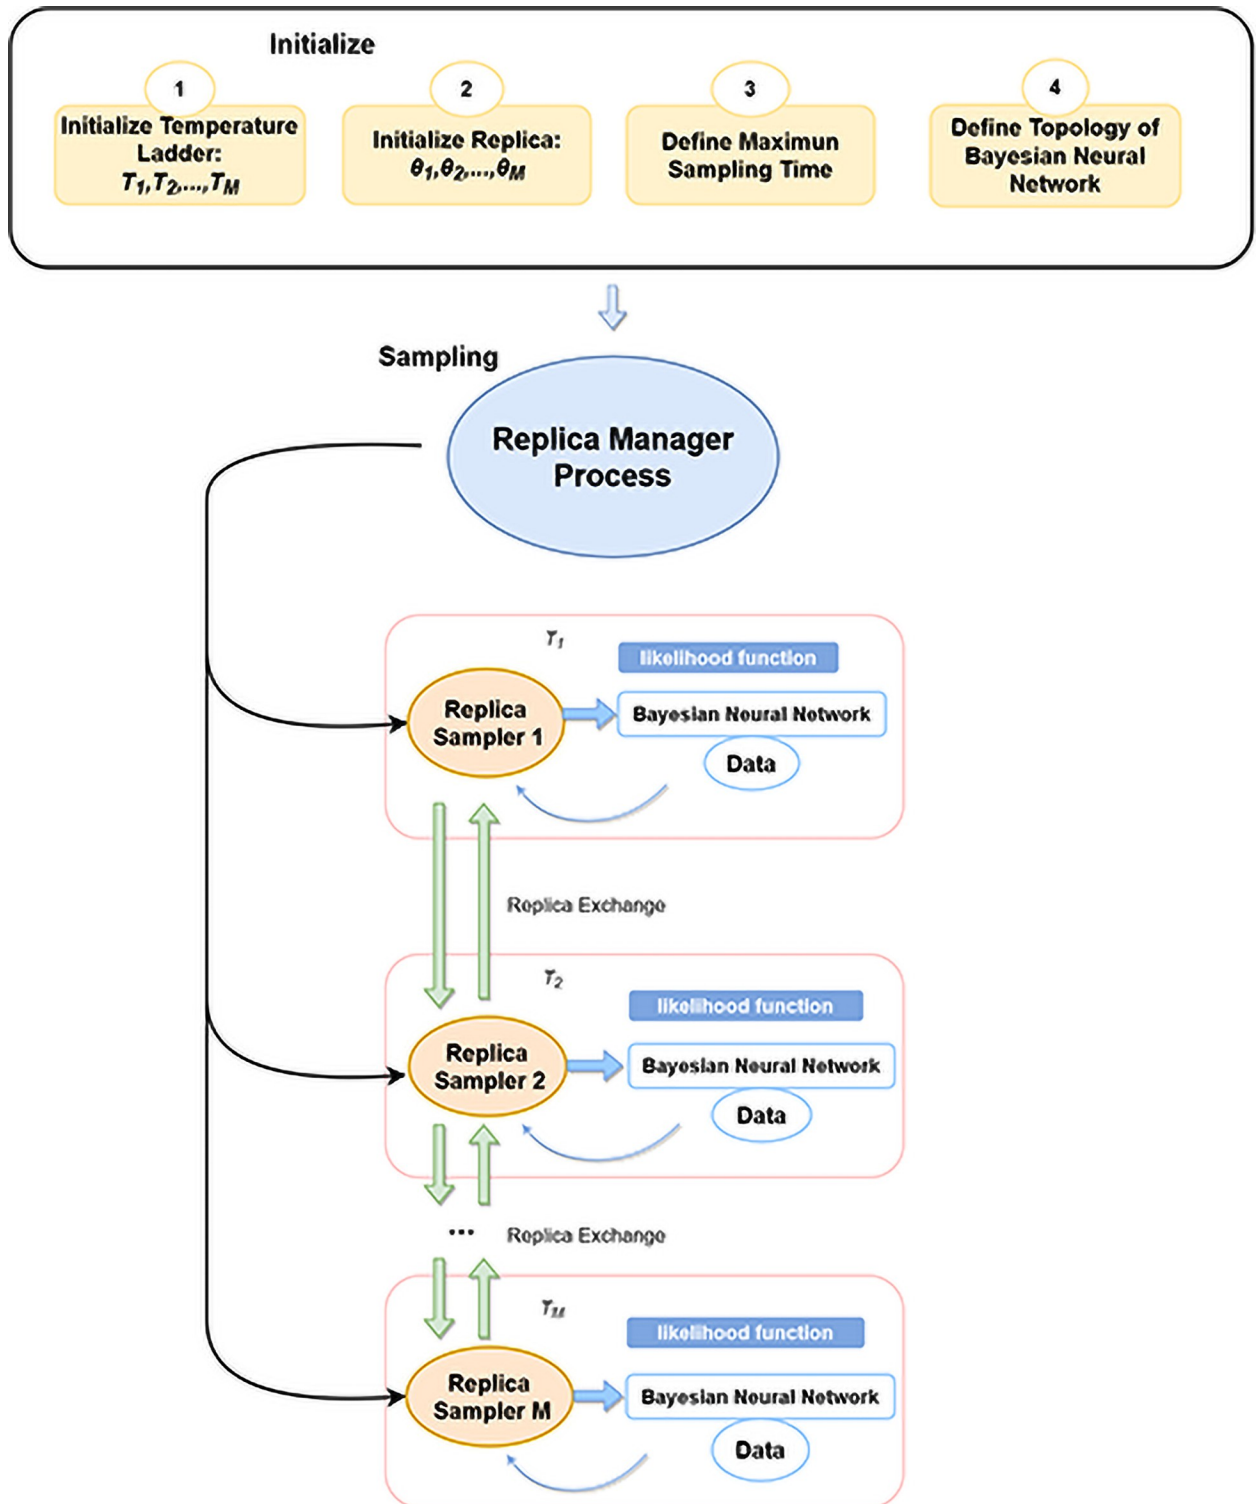 Initialize
1
Initialize Temperature
Ladder:
T1,T2,...,TM
2
Initialize Replica:
θ1,θ2,...,θM
3
Define Maximun
Sampling Time
4
Define Topology of
Bayesian Neural
Network
Sampling
Replica Manager
Process
T1
likelihood function
Replica
Sampler 1
Bayesian Neural Network
Data
Replica Exchange
T2
likelihood function
Replica
Sampler 2
Bayesian Neural Network
Data
...
Replica Exchange
TM
likelihood function
Replica
Sampler M
Bayesian Neural Network
Data